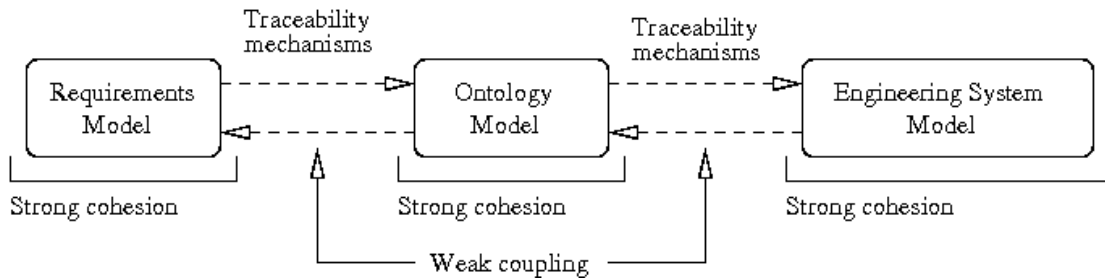 Traceability
mechanisms
Traceability
mechanisms
Requirements
Model
Ontology
Model
Engineering System
Model
Strong cohesion
Strong cohesion
Strong cohesion
Weak coupling